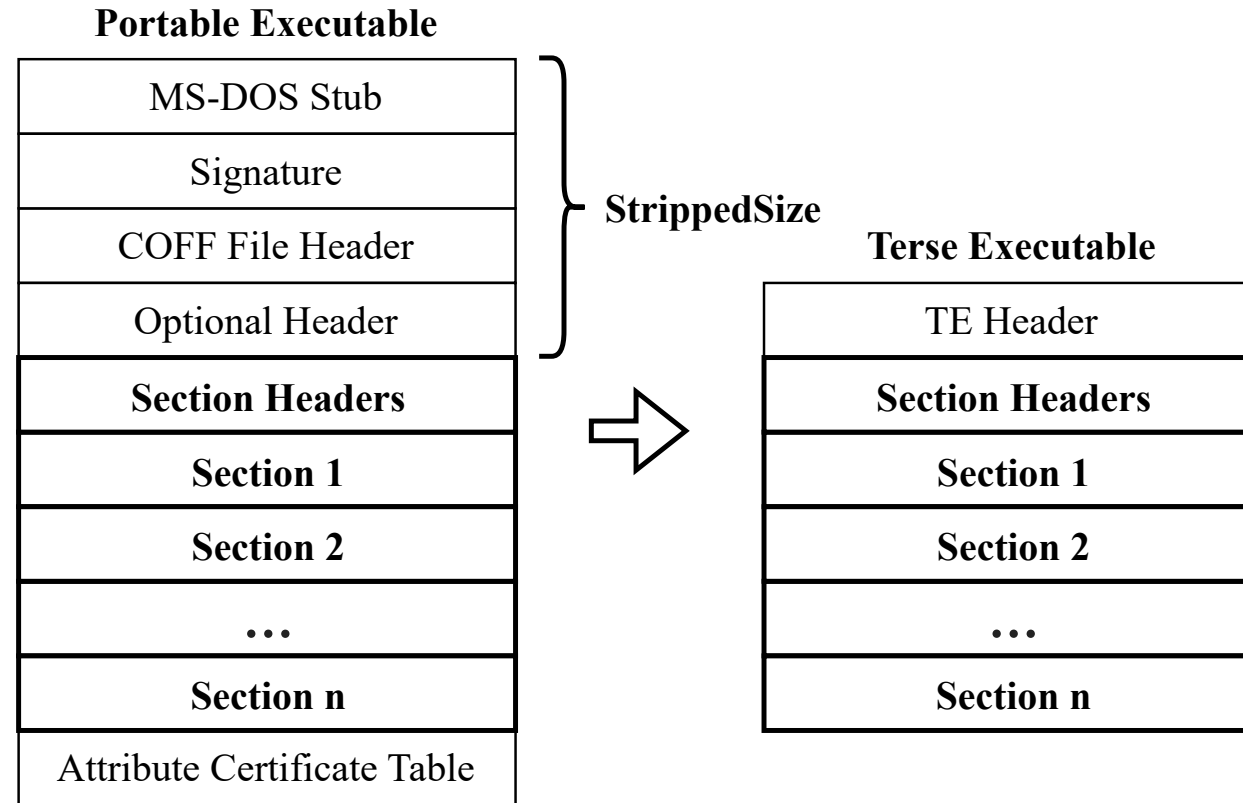 Portable Executable
MS-DOS Stub
Signature
COFF File Header
Optional Header
Section Headers
Section 1
Section 2
...
Section n
Attribute Certificate Table
StrippedSize
Terse Executable
TE Header
Section Headers
Section 1
Section 2
...
Section n